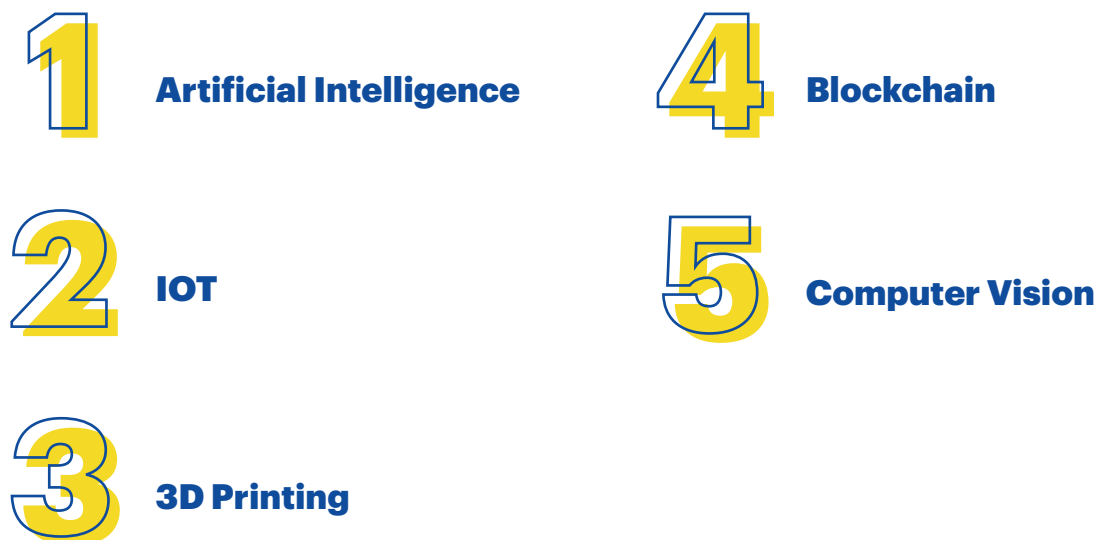 1
Artificial Intelligence
2
IOT
3
3D Printing
4
Blockchain
5
Computer Vision